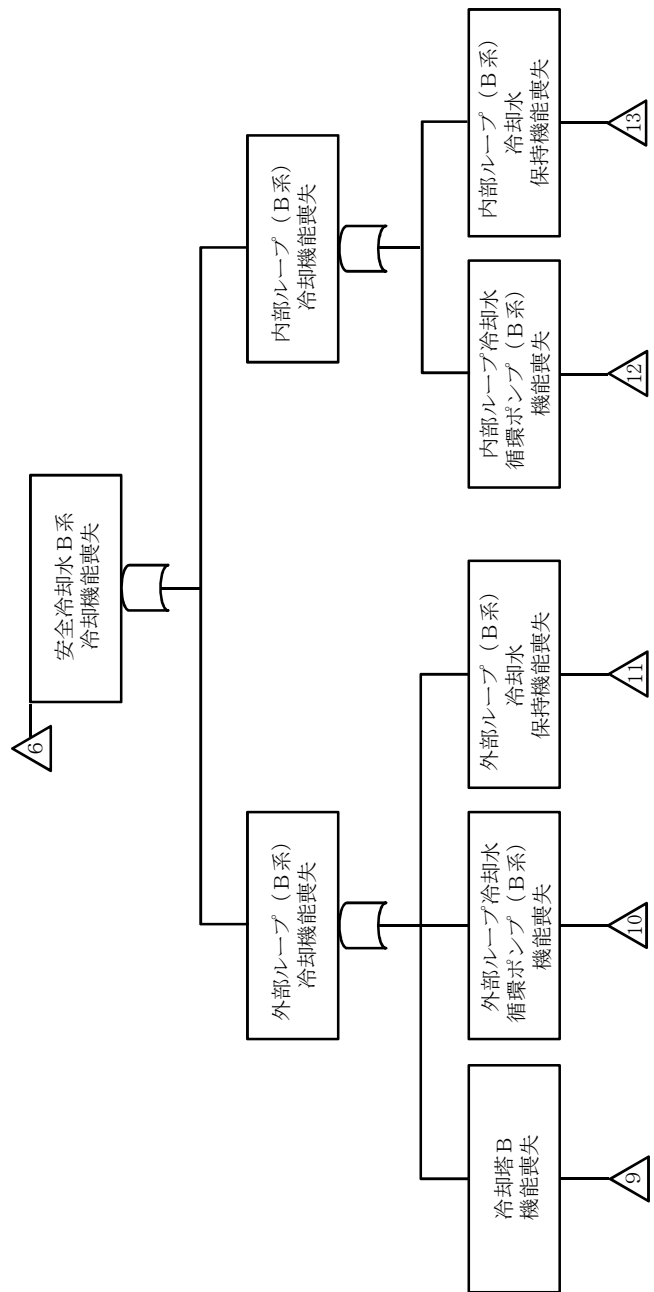 6
安全冷却水B系
冷却機能喪失
外部ループ（B系）
冷却機能喪失
内部ループ（B系）
冷却機能喪失
冷却塔B
機能喪失
外部ループ冷却水
循環ポンプ（B系）
機能喪失
外部ループ（B系）
冷却水
保持機能喪失
内部ループ冷却水
循環ポンプ（B系）
機能喪失
内部ループ（B系）
冷却水
保持機能喪失
9
10
11
12
13